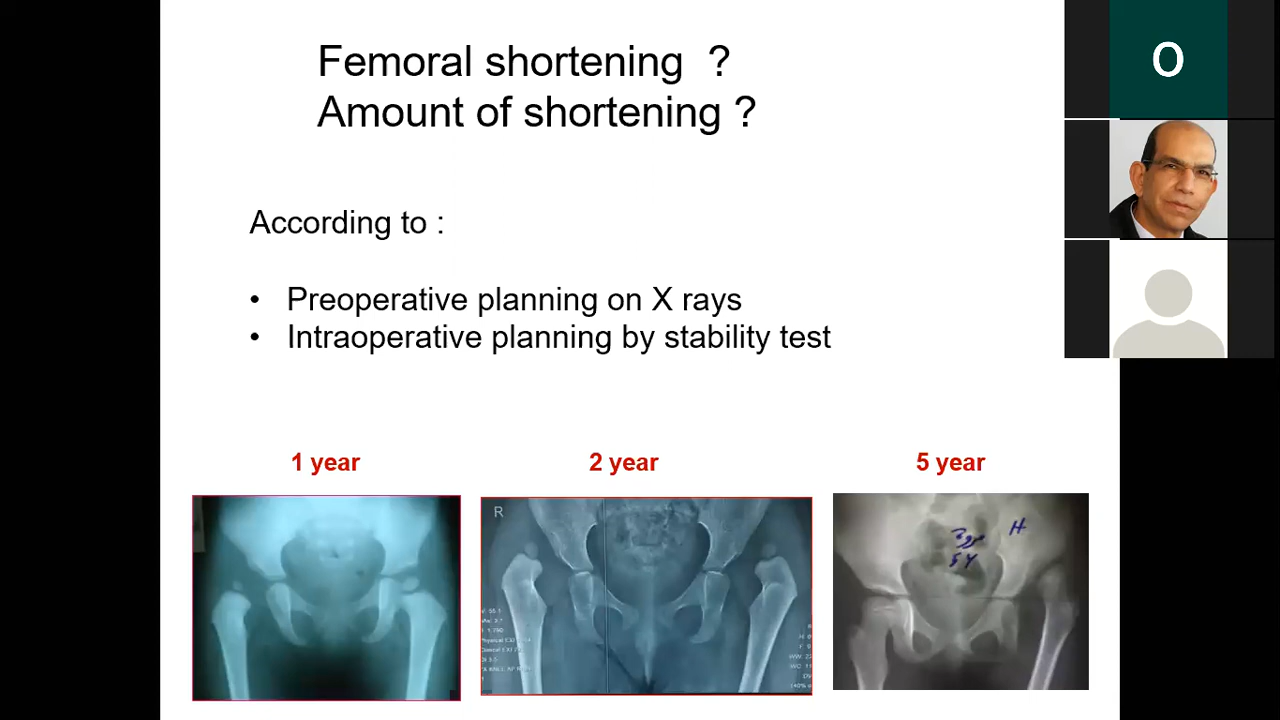 Femoral shortening ?
Amount of shortening ?
According to :
• Preoperative planning on X rays
• Intraoperative planning by stability test
1 year
2 year
5 year
R
H
5Y
O